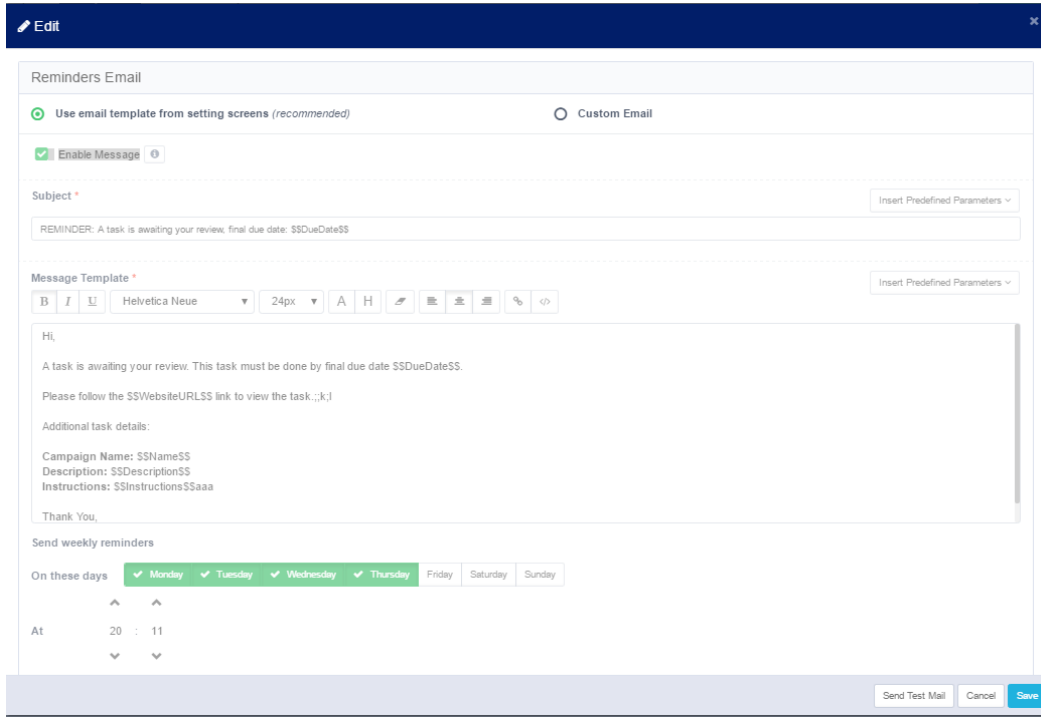 Edit
Reminders Email
Use email template from setting screens (recommended) Custom Email
Enable Message
Subject * Insert Predefined Parameters
REMINDER: A task is awaiting your review, final due date: $$DueDate$$
Message Template * Insert Predefined Parameters
B I U Helvetica Neue 24px A H </>
Hi,
A task is awaiting your review. This task must be done by final due date $$DueDate$$.
Please follow the $$WebsiteURL$$ link to view the task.;;k;l
Additional task details:
Campaign Name: $$Name$$
Description: $$Description$$
Instructions: $$Instructions$$aaa
Thank You,
Send weekly reminders
On these days Monday Tuesday Wednesday Thursday Friday Saturday Sunday
At 20 : 11
Send Test Mail Cancel Save